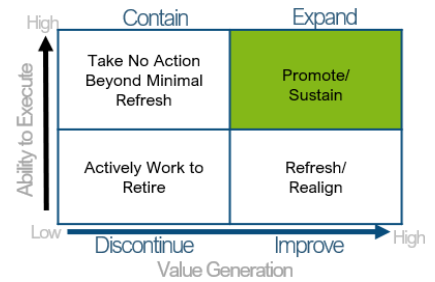 Contain Expand
High
Take No Action
Beyond Minimal
Refresh
Promote/
Sustain
Ability to Execute
Actively Work to
Retire
Refresh/
Realign
Low High
Discontinue Improve
Value Generation